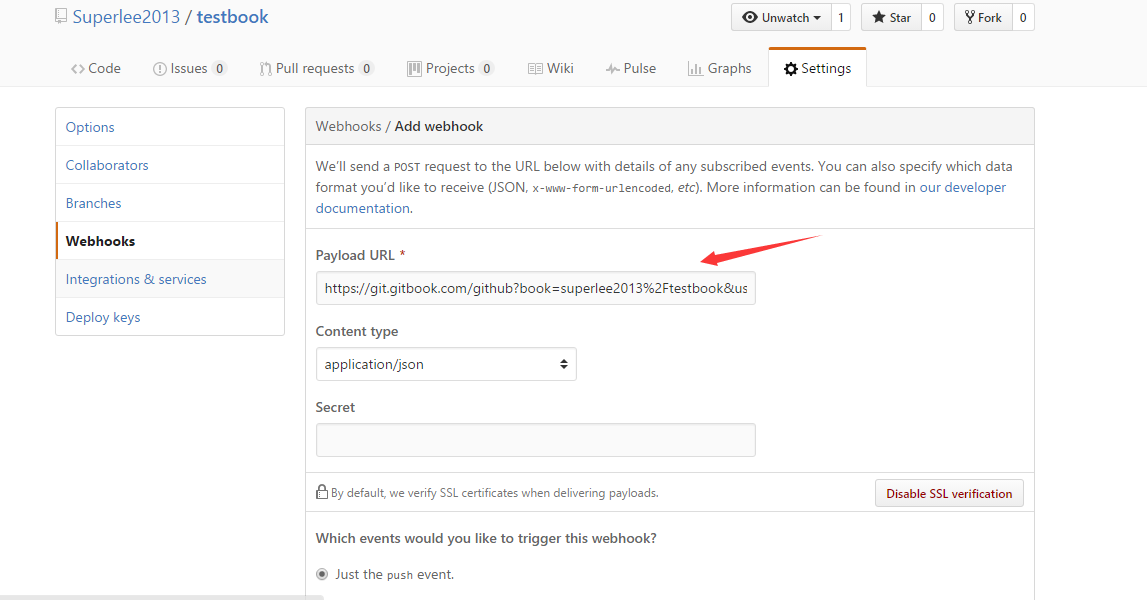 Superlee2013 / testbook
Unwatch 1 Star 0 Fork 0
Code Issues 0 Pull requests 0 Projects 0 Wiki Pulse Graphs Settings
Options
Collaborators
Branches
Webhooks
Integrations & services
Deploy keys
Webhooks / Add webhook
We’ll send a POST request to the URL below with details of any subscribed events. You can also specify which data
format you’d like to receive (JSON, x-www-form-urlencoded, etc). More information can be found in our developer
documentation.
Payload URL *
https://git.gitbook.com/github?book=superlee2013%2Ftestbook&us
Content type
application/json
Secret
By default, we verify SSL certificates when delivering payloads.
Disable SSL verification
Which events would you like to trigger this webhook?
Just the push event.